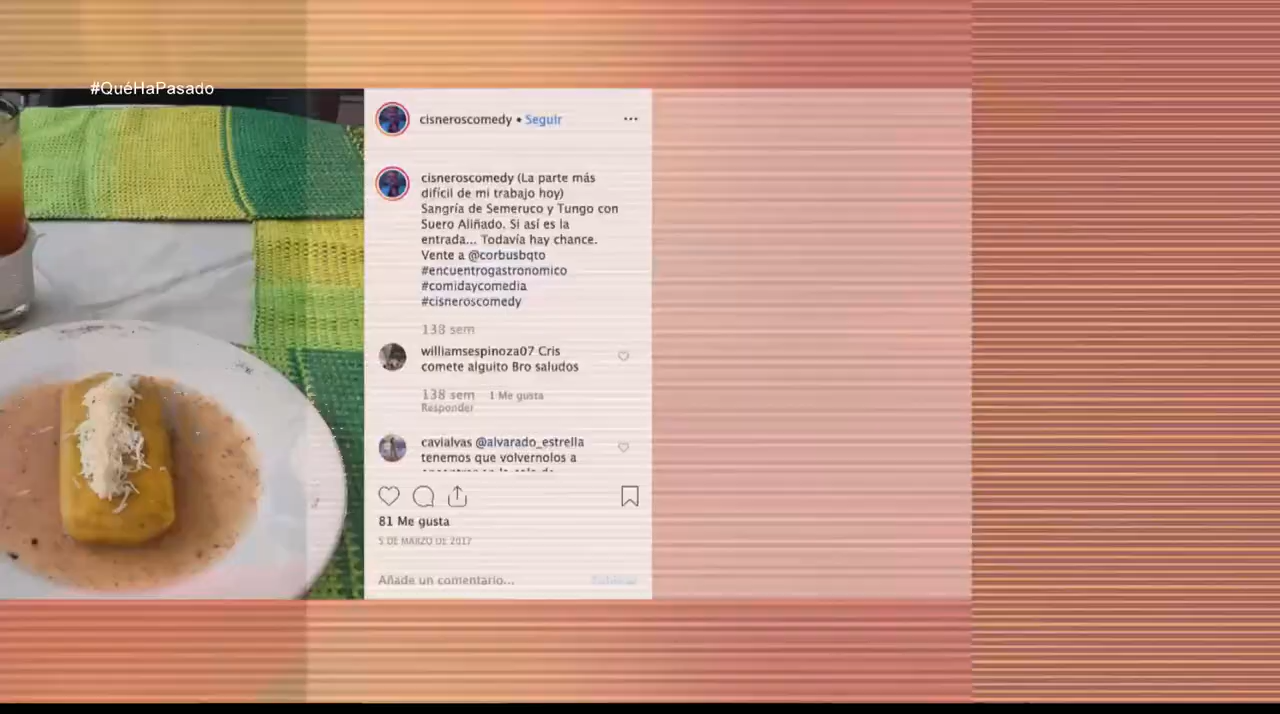 #QuéHaPasado
cisneroscomedy • Seguir
cisneroscomedy (La parte más
difícil de mi trabajo hoy)
Sangría de Semeruco y Tungo con
Suero Aliñado. Si así es la
entrada... Todavía hay chance.
Vente a @corbusbqto
#encuentrogastronomico
#comidaycomedia
#cisneroscomedy
138 sem
williamsespinoza07 Cris
comete alguito Bro saludos
138 sem 1 Me gusta
Responder
cavialvas @alvarado_estrella
tenemos que volvernolos a
81 Me gusta
5 DE MARZO DE 2017
Añade un comentario...